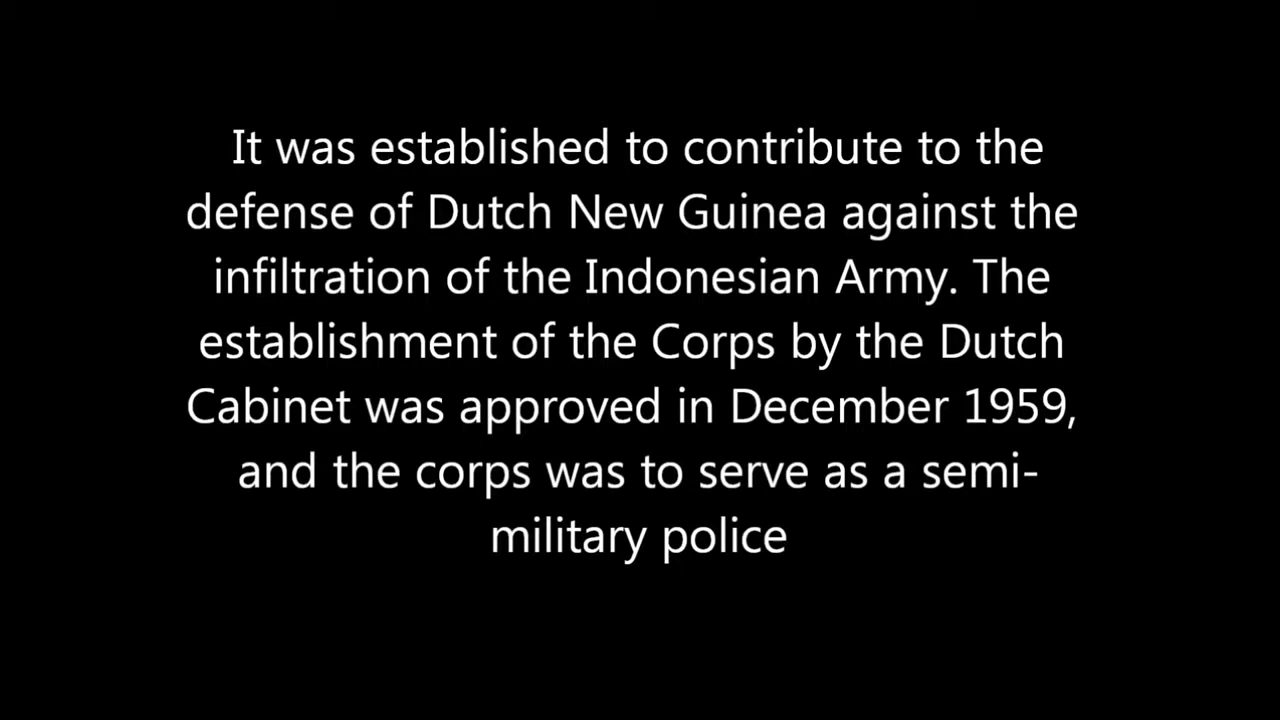 It was established to contribute to the
defense of Dutch New Guinea against the
infiltration of the Indonesian Army. The
establishment of the Corps by the Dutch
Cabinet was approved in December 1959,
and the corps was to serve as a semi-
military police